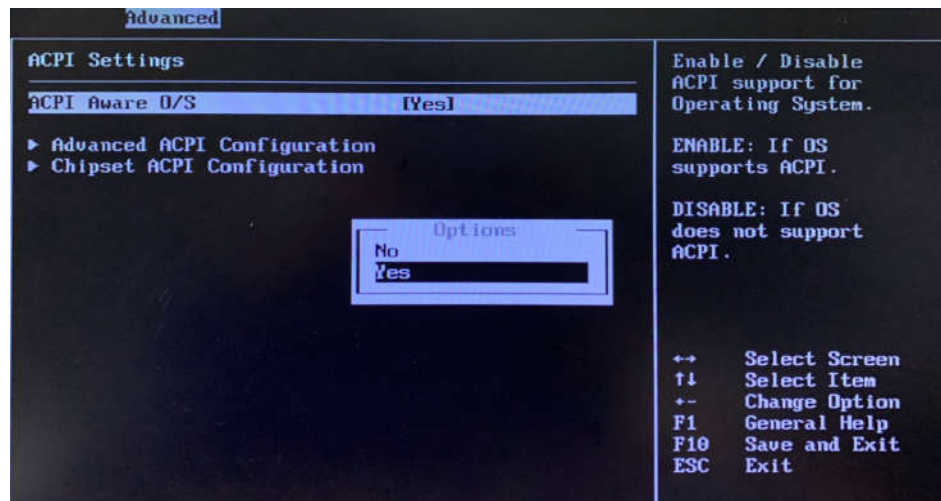 Advanced
ACPI Settings
ACPI Aware O/S [Yes]
▶ Advanced ACPI Configuration
▶ Chipset ACPI Configuration
Options
No
Yes
Enable / Disable
ACPI support for
Operating System.
ENABLE: If OS
supports ACPI.
DISABLE: If OS
does not support
ACPI.
↔ Select Screen
↑↓ Select Item
+- Change Option
F1 General Help
F10 Save and Exit
ESC Exit